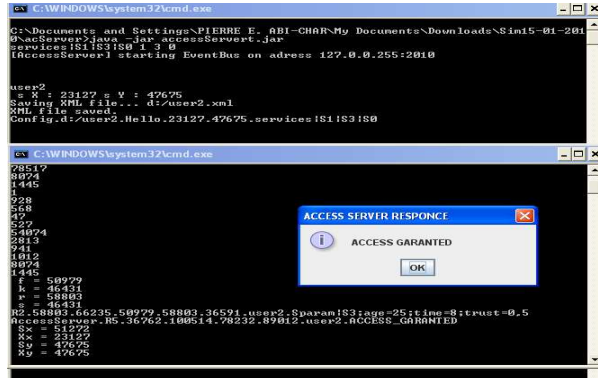 C:\WINDOWS\system32\cmd.exe
C:\Documents and Settings\PIERRE E. ABI-CHAR\My Documents\Downloads\Sim15-01-201
0\acServer>java -jar accessServert.jar
services!S1!S3!S0 1 3 0
[AccessServer] starting EventBus on adress 127.0.0.255:2010
user2
s X : 23127 s Y : 47675
Saving XML file... d:/user2.xml
XML file saved.
Config.d:/user2.Hello.23127.47675.services!S1!S3!S0
C:\WINDOWS\system32\cmd.exe
78517
8074
1445
1
928
568
47
527
54074
2813
941
1012
8074
1445
f = 50979
k = 46431
r = 58803
s = 46431
R2.58803.66235.50979.58803.36591.user2.Sparam!S3;age=25;time=8;trust=0,5
AccessServer.R5.36762.100514.78232.89012.user2.ACCESS_GARANTED
Sx = 51272
Xx = 23127
Sy = 47675
Xy = 47675
ACCESS SERVER RESPONCE
ACCESS GARANTED
OK